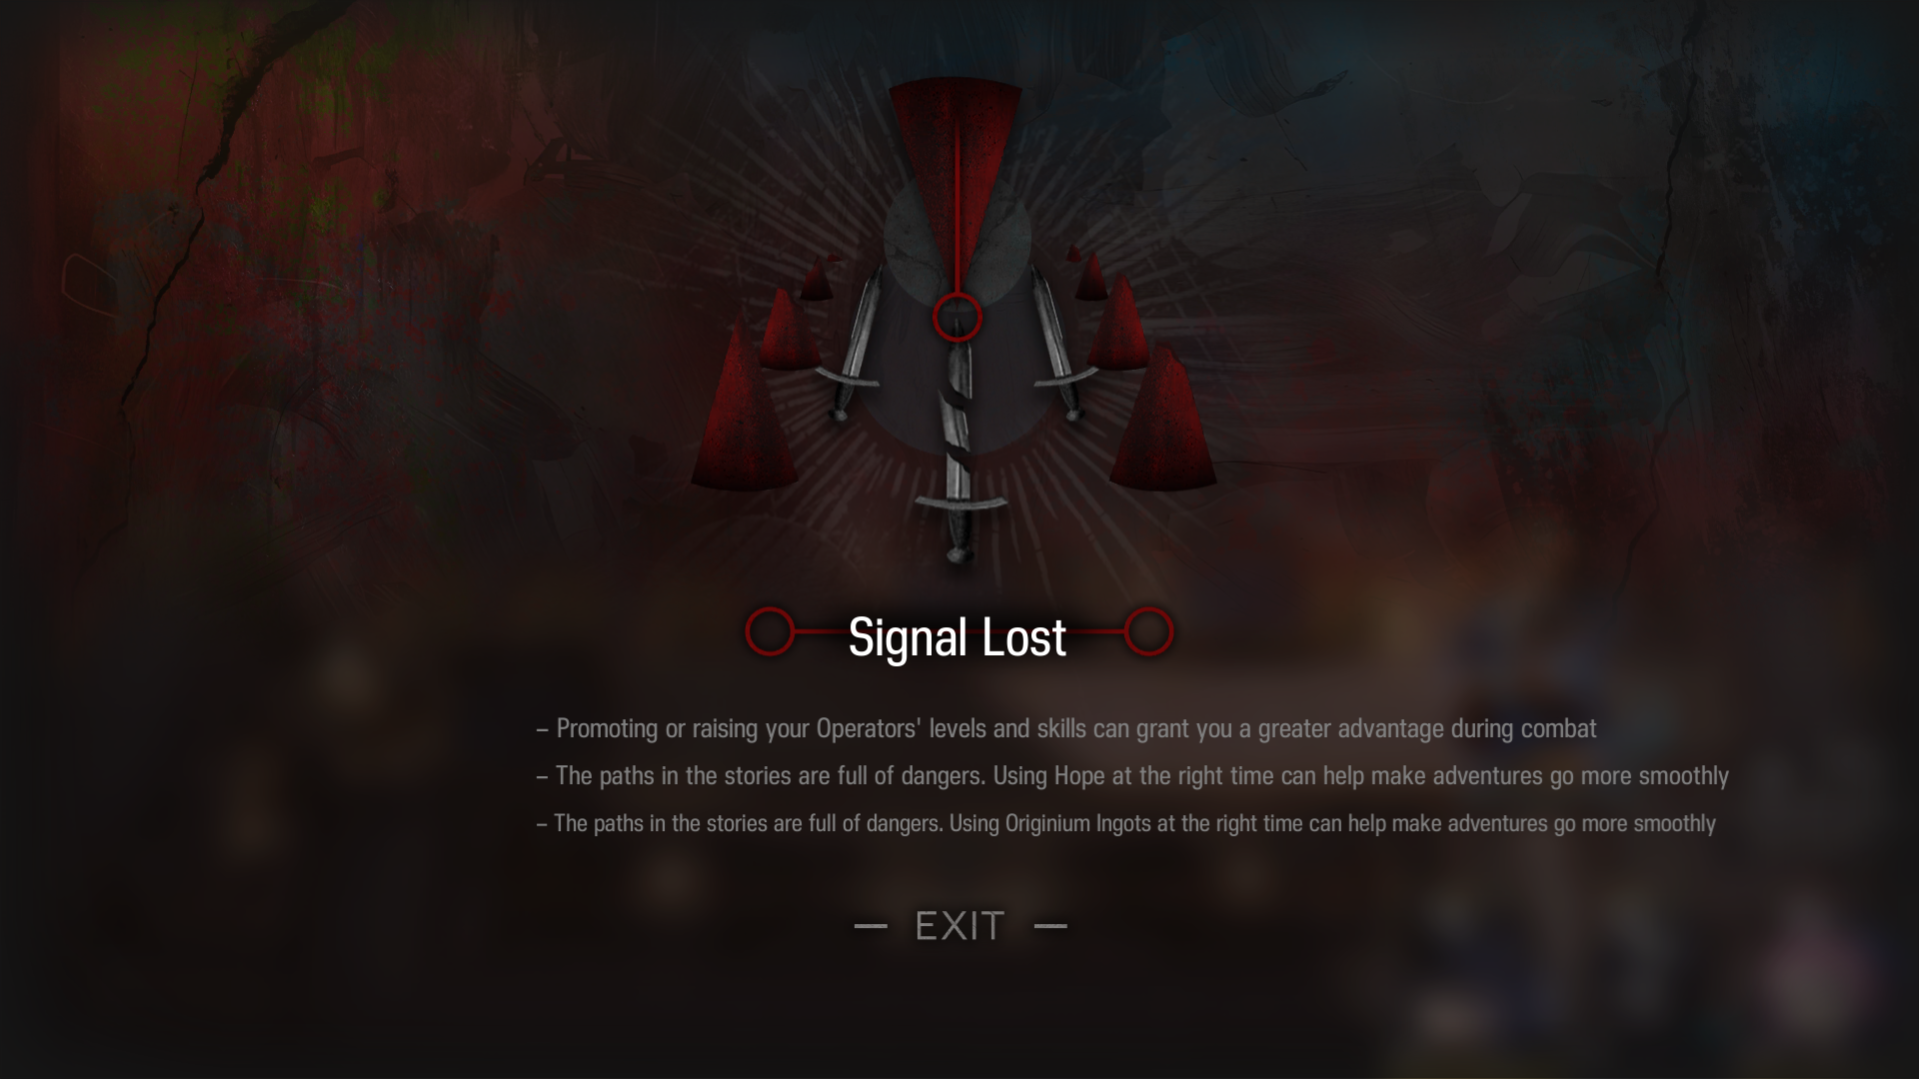 Signal Lost
– Promoting or raising your Operators' levels and skills can grant you a greater advantage during combat
– The paths in the stories are full of dangers. Using Hope at the right time can help make adventures go more smoothly
– The paths in the stories are full of dangers. Using Originium Ingots at the right time can help make adventures go more smoothly
— EXIT —